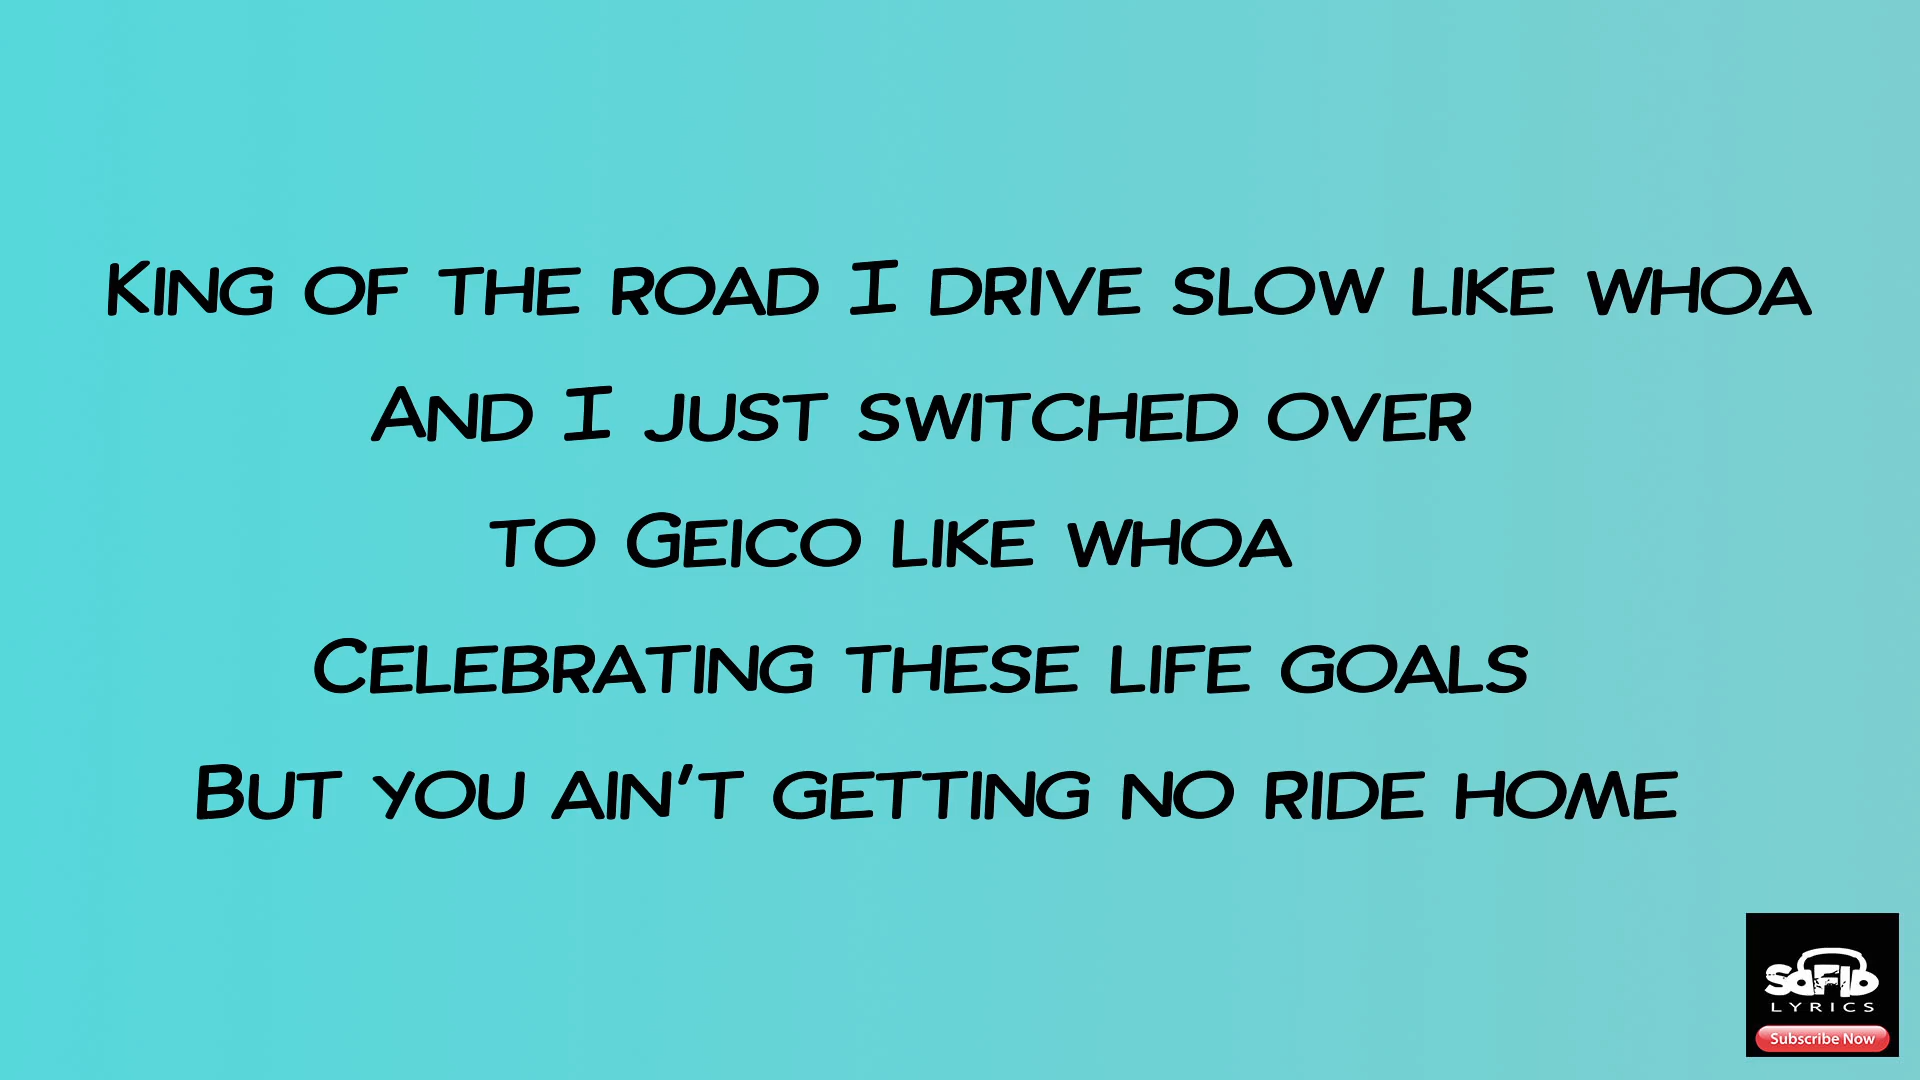 King of the road I drive slow like whoa
And I just switched over
to Geico like whoa
Celebrating these life goals
But you ain't getting no ride home
SaFlo
LYRICS
Subscribe Now